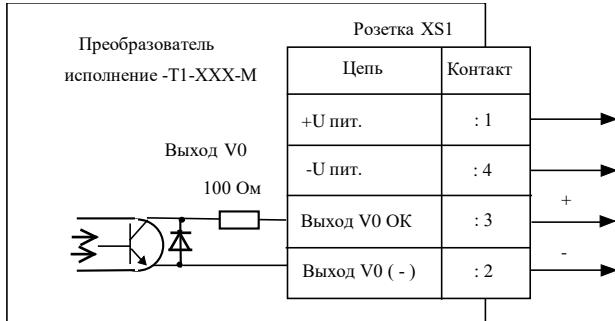 Преобразователь
исполнение -Т1-ХХХ-М
Розетка XS1
Цепь Контакт
+U пит. : 1
-U пит. : 4
Выход V0
100 Ом
Выход V0 ОК : 3
+
Выход V0 ( - ) : 2
-